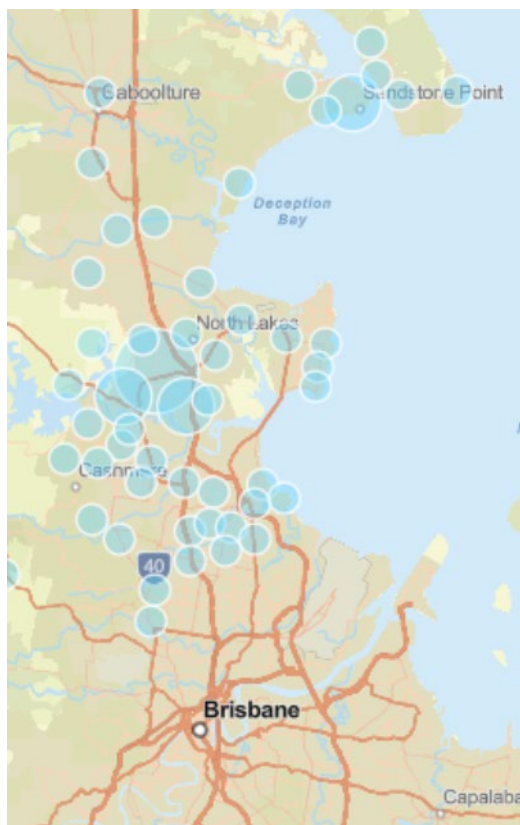 Caboolture
Sandstone Point
Deception
Bay
North Lakes
Cashmere
40
Brisbane
Capalaba